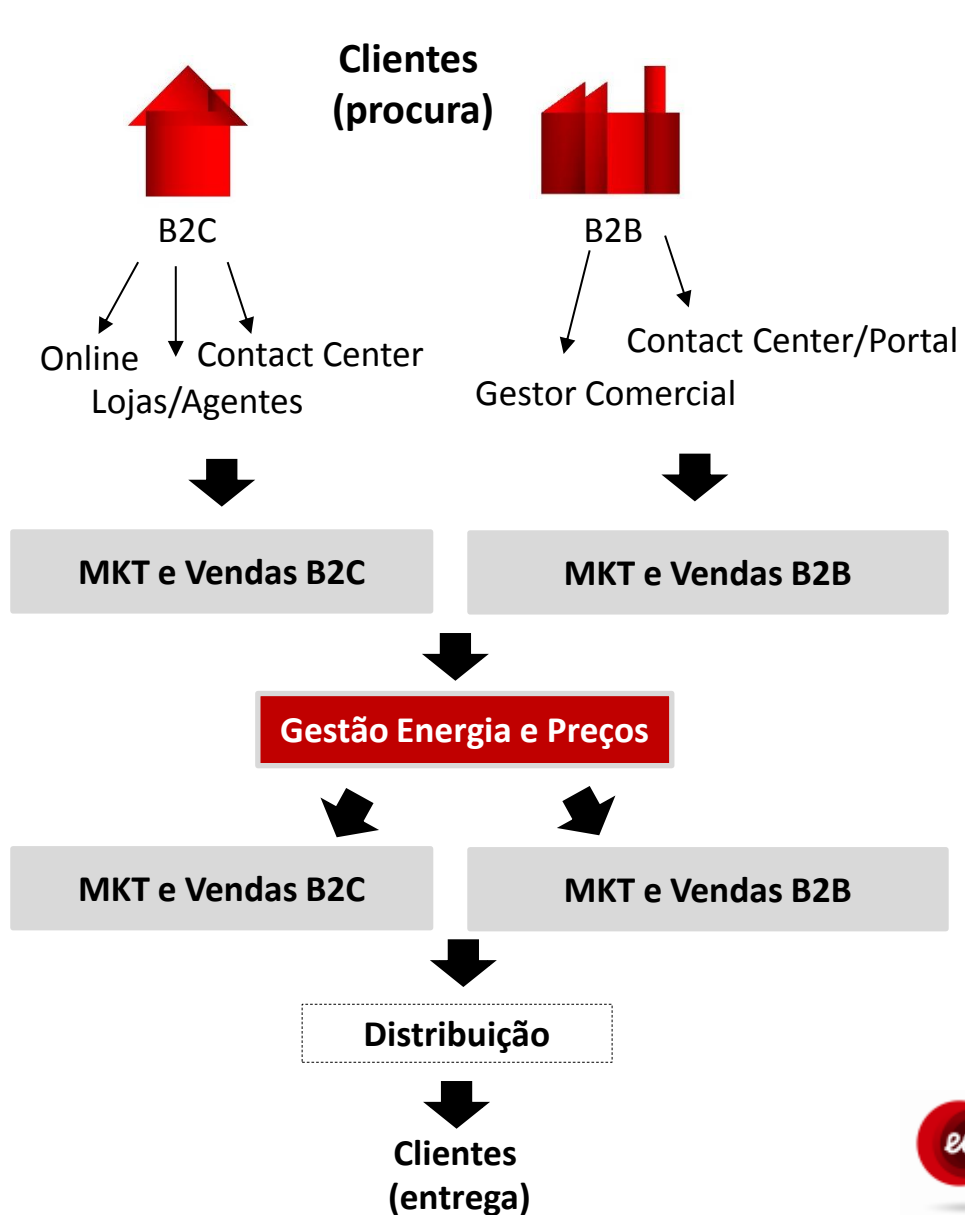 Clientes
(procura)
B2C
B2B
Online
Contact Center
Lojas/Agentes
Contact Center/Portal
Gestor Comercial
MKT e Vendas B2C
MKT e Vendas B2B
Gestão Energia e Preços
MKT e Vendas B2C
MKT e Vendas B2B
Distribuição
Clientes
(entrega)